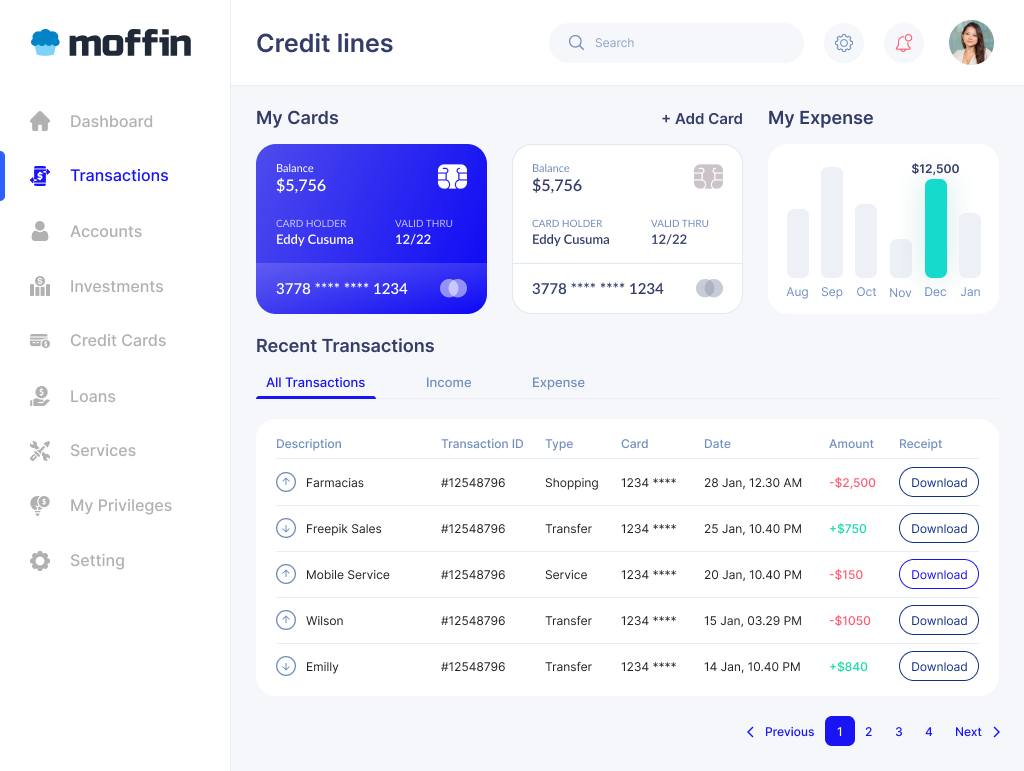 moffin
Credit lines
Search
Dashboard
Transactions
Accounts
Investments
Credit Cards
Loans
Services
My Privileges
Setting
My Cards
+ Add Card
Balance
$5,756
CARD HOLDER VALID THRU
Eddy Cusuma 12/22
3778 **** **** 1234
Balance
$5,756
CARD HOLDER VALID THRU
Eddy Cusuma 12/22
3778 **** **** 1234
My Expense
$12,500
Aug Sep Oct Nov Dec Jan
Recent Transactions
All Transactions Income Expense
Description Transaction ID Type Card Date Amount Receipt
Farmacias #12548796 Shopping 1234 **** 28 Jan, 12.30 AM -$2,500 Download
Freepik Sales #12548796 Transfer 1234 **** 25 Jan, 10.40 PM +$750 Download
Mobile Service #12548796 Service 1234 **** 20 Jan, 10.40 PM -$150 Download
Wilson #12548796 Transfer 1234 **** 15 Jan, 03.29 PM -$1050 Download
Emilly #12548796 Transfer 1234 **** 14 Jan, 10.40 PM +$840 Download
Previous 1 2 3 4 Next